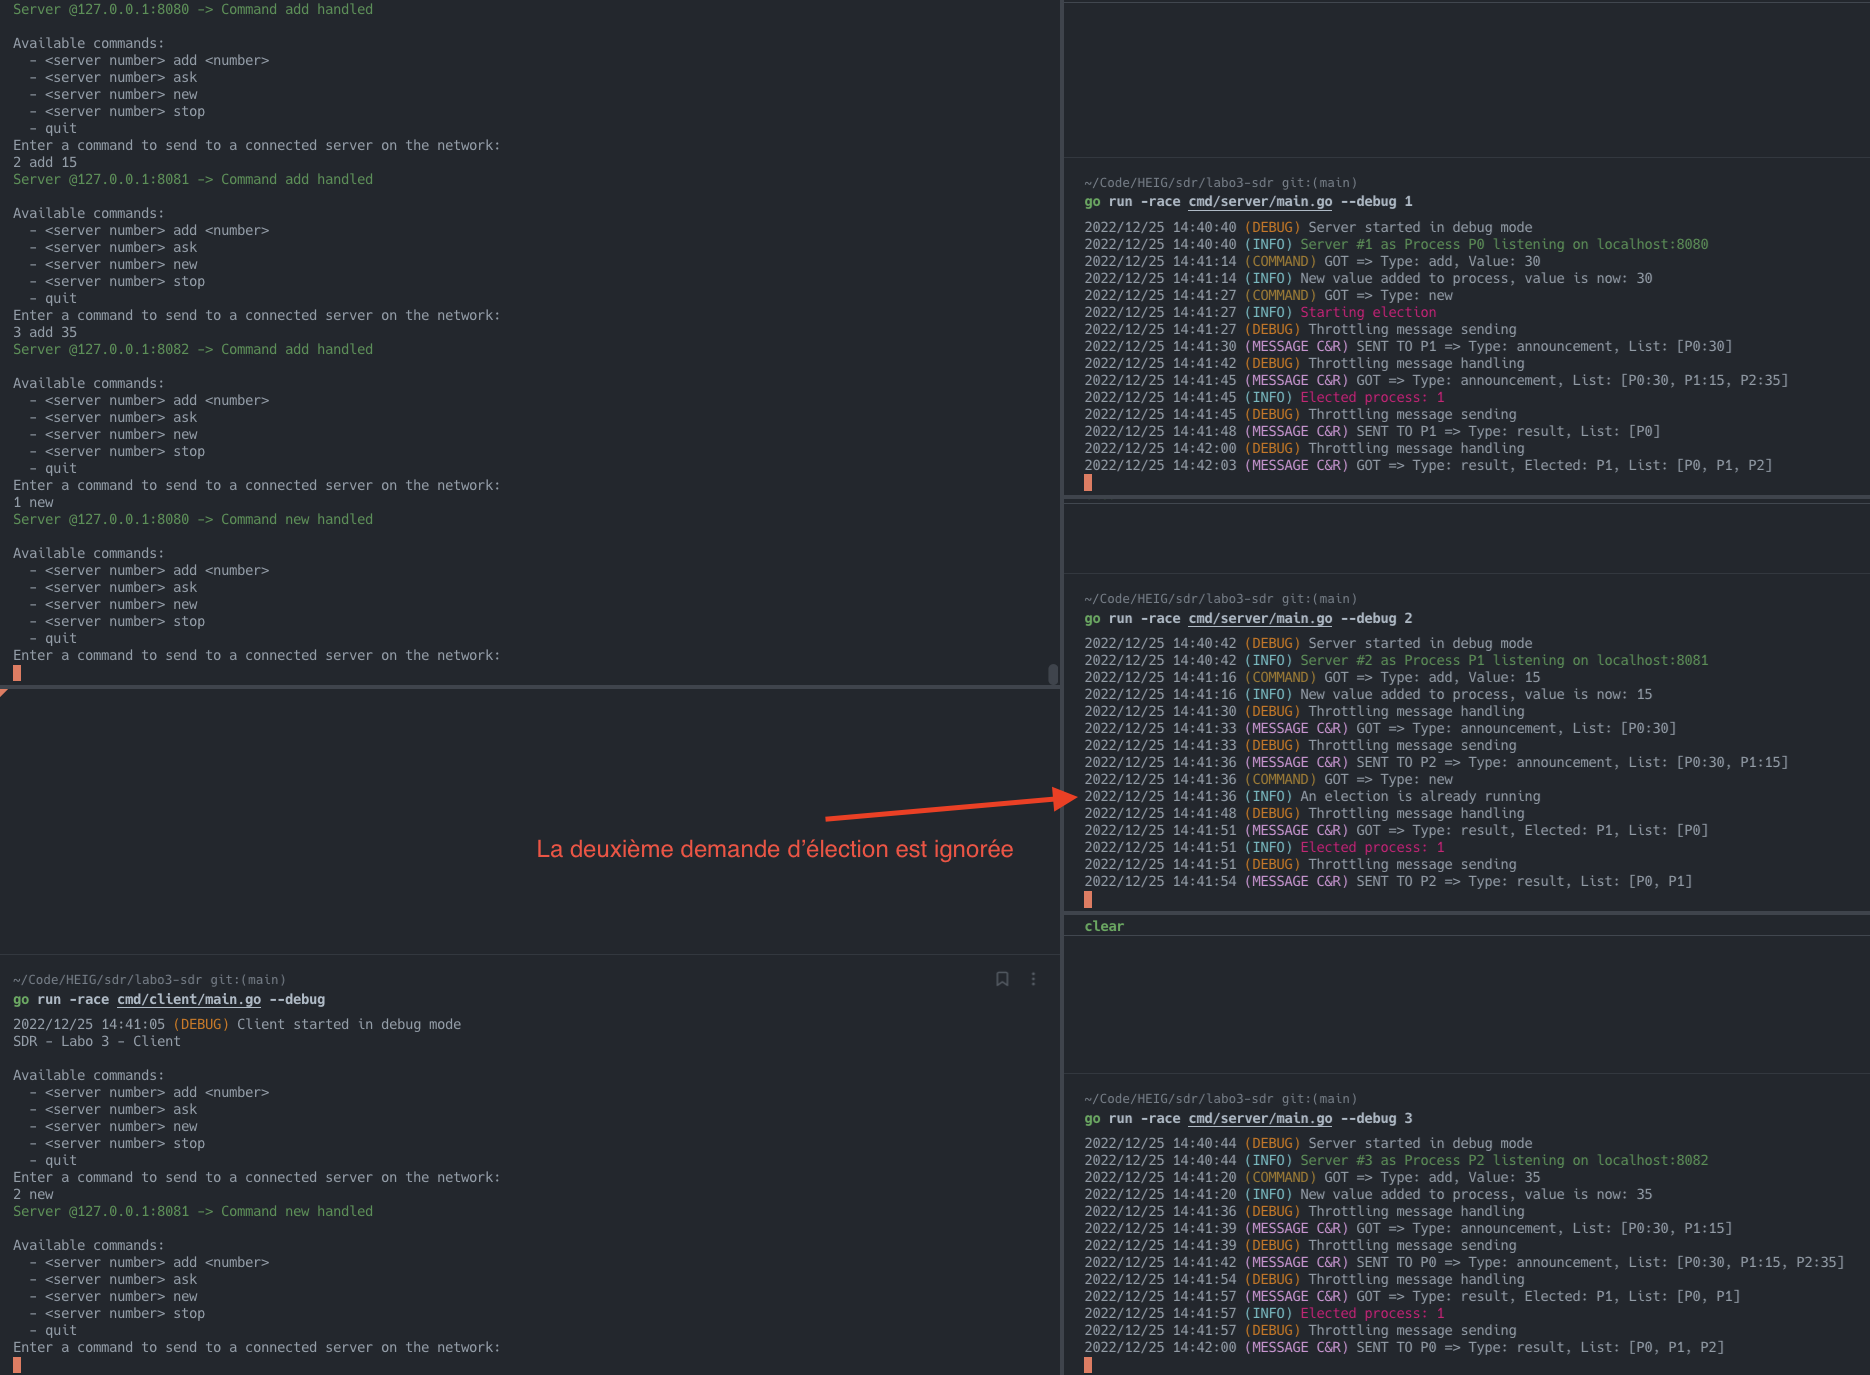 Server @127.0.0.1:8080 -> Command add handled
Available commands:
- <server number> add <number>
- <server number> ask
- <server number> new
- <server number> stop
- quit
Enter a command to send to a connected server on the network:
2 add 15
Server @127.0.0.1:8081 -> Command add handled
Available commands:
- <server number> add <number>
- <server number> ask
- <server number> new
- <server number> stop
- quit
Enter a command to send to a connected server on the network:
3 add 35
Server @127.0.0.1:8082 -> Command add handled
Available commands:
- <server number> add <number>
- <server number> ask
- <server number> new
- <server number> stop
- quit
Enter a command to send to a connected server on the network:
1 new
Server @127.0.0.1:8080 -> Command new handled
Available commands:
- <server number> add <number>
- <server number> ask
- <server number> new
- <server number> stop
- quit
Enter a command to send to a connected server on the network:
La deuxième demande d’élection est ignorée
~/Code/HEIG/sdr/labo3-sdr git:(main)
go run -race cmd/client/main.go --debug
2022/12/25 14:41:05 (DEBUG) Client started in debug mode
SDR - Labo 3 - Client
Available commands:
- <server number> add <number>
- <server number> ask
- <server number> new
- <server number> stop
- quit
Enter a command to send to a connected server on the network:
2 new
Server @127.0.0.1:8081 -> Command new handled
Available commands:
- <server number> add <number>
- <server number> ask
- <server number> new
- <server number> stop
- quit
Enter a command to send to a connected server on the network:
~/Code/HEIG/sdr/labo3-sdr git:(main)
go run -race cmd/server/main.go --debug 1
2022/12/25 14:40:40 (DEBUG) Server started in debug mode
2022/12/25 14:40:40 (INFO) Server #1 as Process P0 listening on localhost:8080
2022/12/25 14:41:14 (COMMAND) GOT => Type: add, Value: 30
2022/12/25 14:41:14 (INFO) New value added to process, value is now: 30
2022/12/25 14:41:27 (COMMAND) GOT => Type: new
2022/12/25 14:41:27 (INFO) Starting election
2022/12/25 14:41:27 (DEBUG) Throttling message sending
2022/12/25 14:41:30 (MESSAGE C&R) SENT TO P1 => Type: announcement, List: [P0:30]
2022/12/25 14:41:42 (DEBUG) Throttling message handling
2022/12/25 14:41:45 (MESSAGE C&R) GOT => Type: announcement, List: [P0:30, P1:15, P2:35]
2022/12/25 14:41:45 (INFO) Elected process: 1
2022/12/25 14:41:45 (DEBUG) Throttling message sending
2022/12/25 14:41:48 (MESSAGE C&R) SENT TO P1 => Type: result, List: [P0]
2022/12/25 14:42:00 (DEBUG) Throttling message handling
2022/12/25 14:42:03 (MESSAGE C&R) GOT => Type: result, Elected: P1, List: [P0, P1, P2]
~/Code/HEIG/sdr/labo3-sdr git:(main)
go run -race cmd/server/main.go --debug 2
2022/12/25 14:40:42 (DEBUG) Server started in debug mode
2022/12/25 14:40:42 (INFO) Server #2 as Process P1 listening on localhost:8081
2022/12/25 14:41:16 (COMMAND) GOT => Type: add, Value: 15
2022/12/25 14:41:16 (INFO) New value added to process, value is now: 15
2022/12/25 14:41:30 (DEBUG) Throttling message handling
2022/12/25 14:41:33 (MESSAGE C&R) GOT => Type: announcement, List: [P0:30]
2022/12/25 14:41:33 (DEBUG) Throttling message sending
2022/12/25 14:41:36 (MESSAGE C&R) SENT TO P2 => Type: announcement, List: [P0:30, P1:15]
2022/12/25 14:41:36 (COMMAND) GOT => Type: new
2022/12/25 14:41:36 (INFO) An election is already running
2022/12/25 14:41:48 (DEBUG) Throttling message handling
2022/12/25 14:41:51 (MESSAGE C&R) GOT => Type: result, Elected: P1, List: [P0]
2022/12/25 14:41:51 (INFO) Elected process: 1
2022/12/25 14:41:51 (DEBUG) Throttling message sending
2022/12/25 14:41:54 (MESSAGE C&R) SENT TO P2 => Type: result, List: [P0, P1]
clear
~/Code/HEIG/sdr/labo3-sdr git:(main)
go run -race cmd/server/main.go --debug 3
2022/12/25 14:40:44 (DEBUG) Server started in debug mode
2022/12/25 14:40:44 (INFO) Server #3 as Process P2 listening on localhost:8082
2022/12/25 14:41:20 (COMMAND) GOT => Type: add, Value: 35
2022/12/25 14:41:20 (INFO) New value added to process, value is now: 35
2022/12/25 14:41:36 (DEBUG) Throttling message handling
2022/12/25 14:41:39 (MESSAGE C&R) GOT => Type: announcement, List: [P0:30, P1:15]
2022/12/25 14:41:39 (DEBUG) Throttling message sending
2022/12/25 14:41:42 (MESSAGE C&R) SENT TO P0 => Type: announcement, List: [P0:30, P1:15, P2:35]
2022/12/25 14:41:54 (DEBUG) Throttling message handling
2022/12/25 14:41:57 (MESSAGE C&R) GOT => Type: result, Elected: P1, List: [P0, P1]
2022/12/25 14:41:57 (INFO) Elected process: 1
2022/12/25 14:41:57 (DEBUG) Throttling message sending
2022/12/25 14:42:00 (MESSAGE C&R) SENT TO P0 => Type: result, List: [P0, P1, P2]